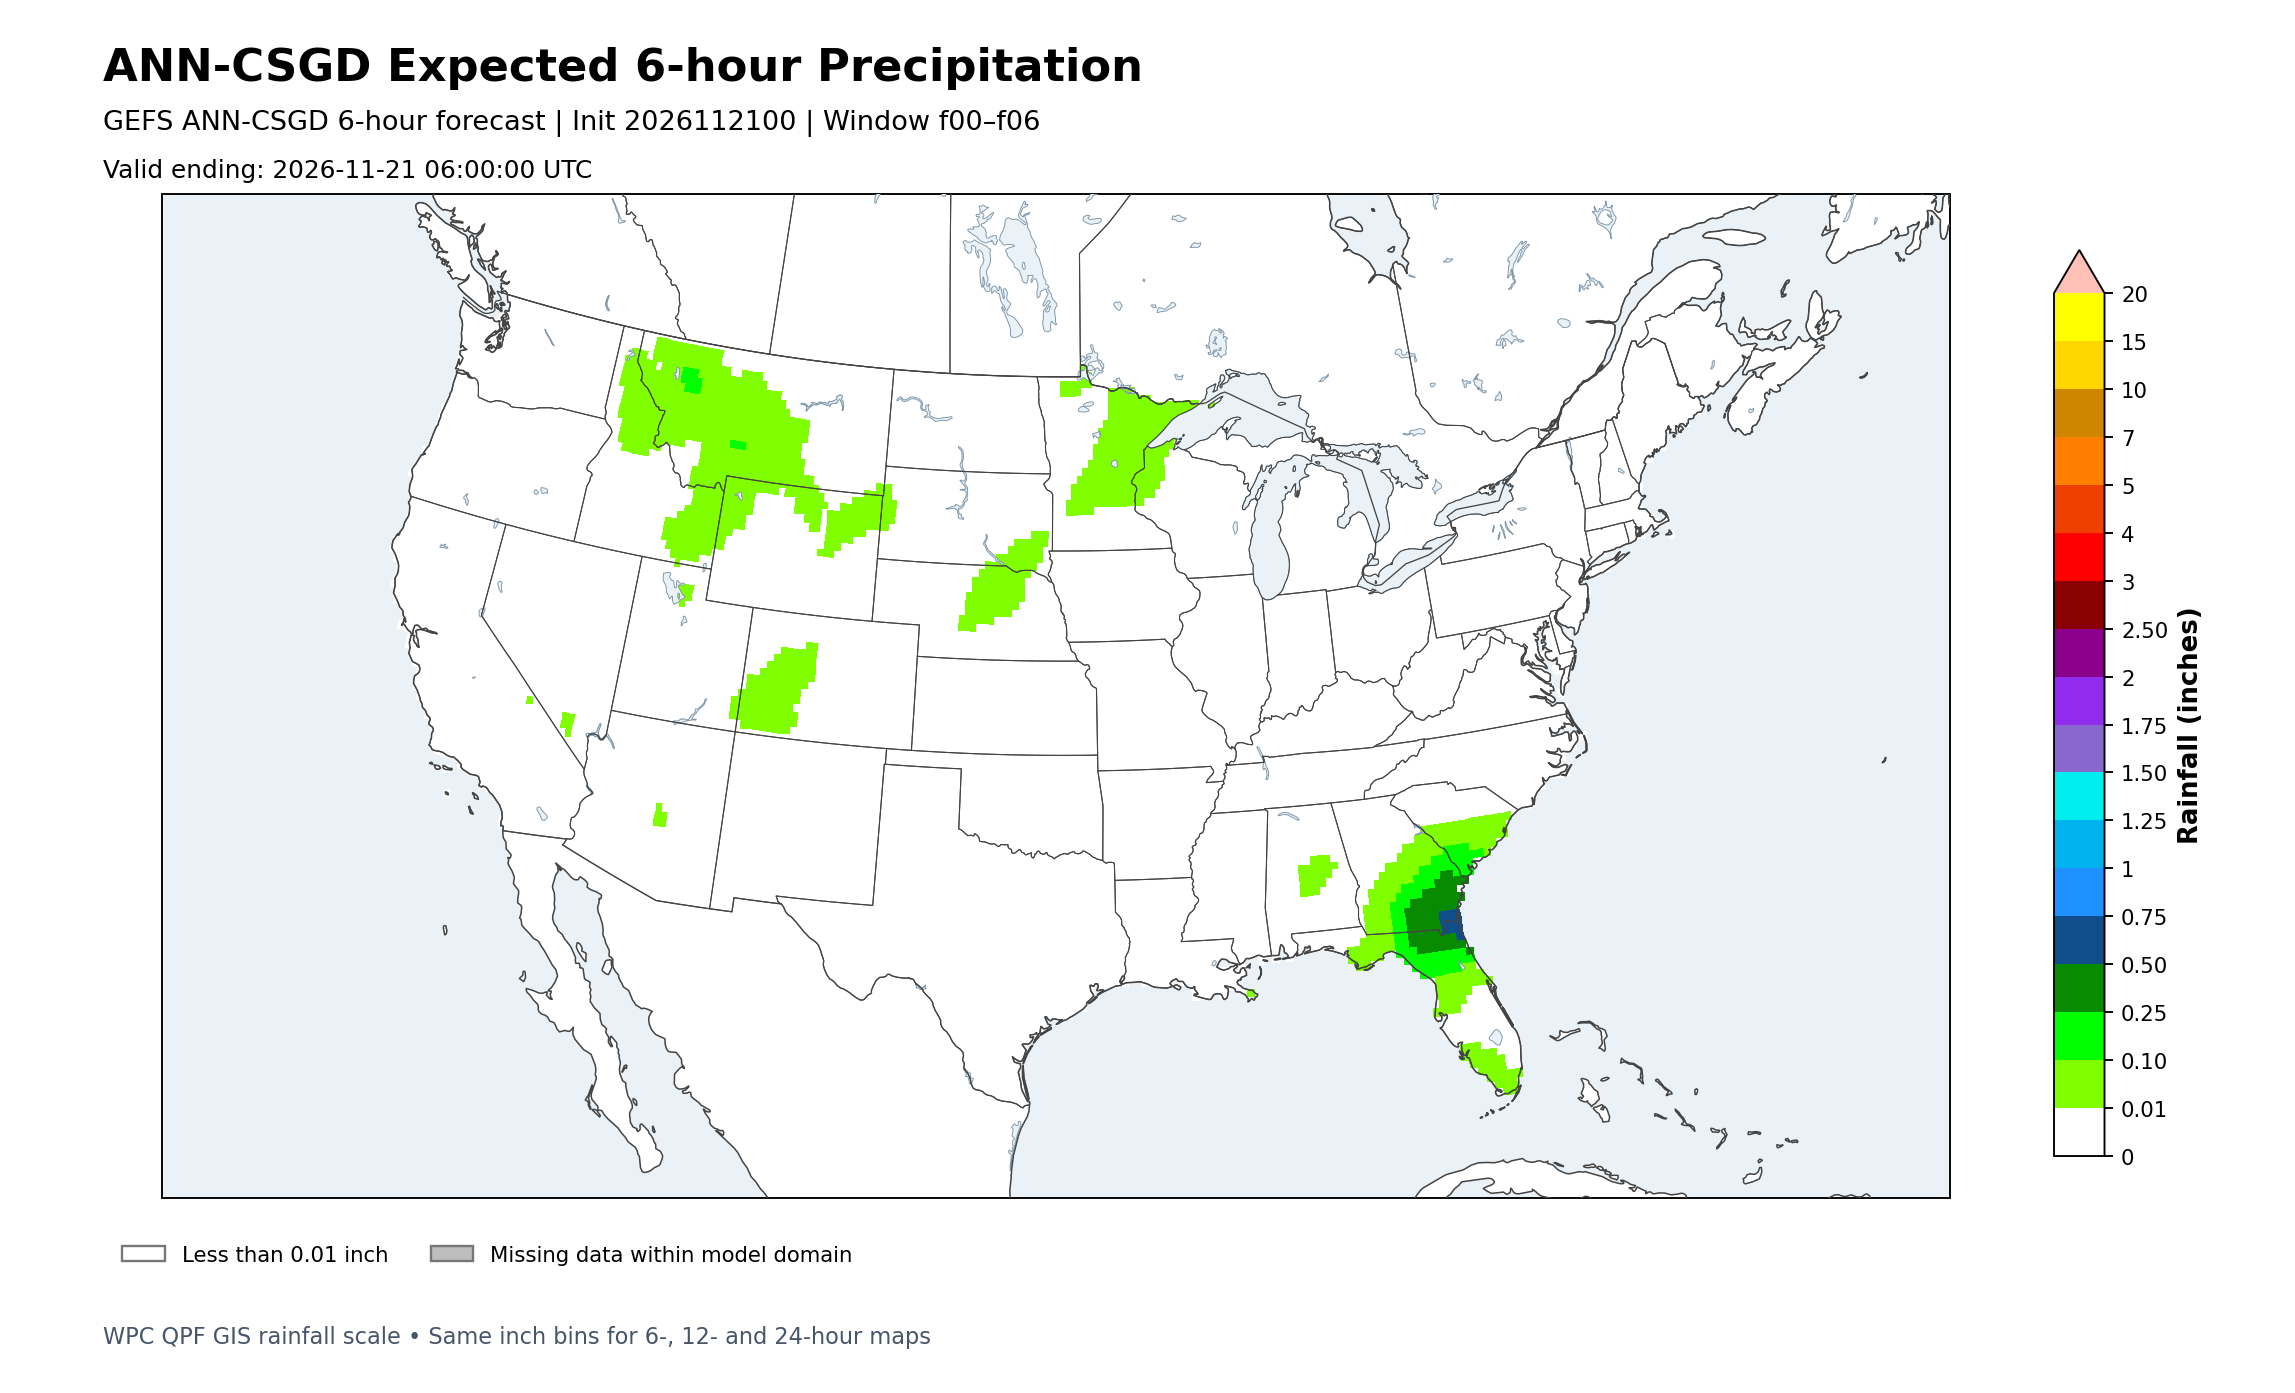 ANN-CSGD Expected 6-hour Precipitation
GEFS ANN-CSGD 6-hour forecast | Init 2026112100 | Window f00–f06
Valid ending: 2026-11-21 06:00:00 UTC
20
15
10
7
5
4
3
2.50
2
1.75
1.50
1.25
1
0.75
0.50
0.25
0.10
0.01
0
Rainfall (inches)
Less than 0.01 inch
Missing data within model domain
WPC QPF GIS rainfall scale • Same inch bins for 6-, 12- and 24-hour maps